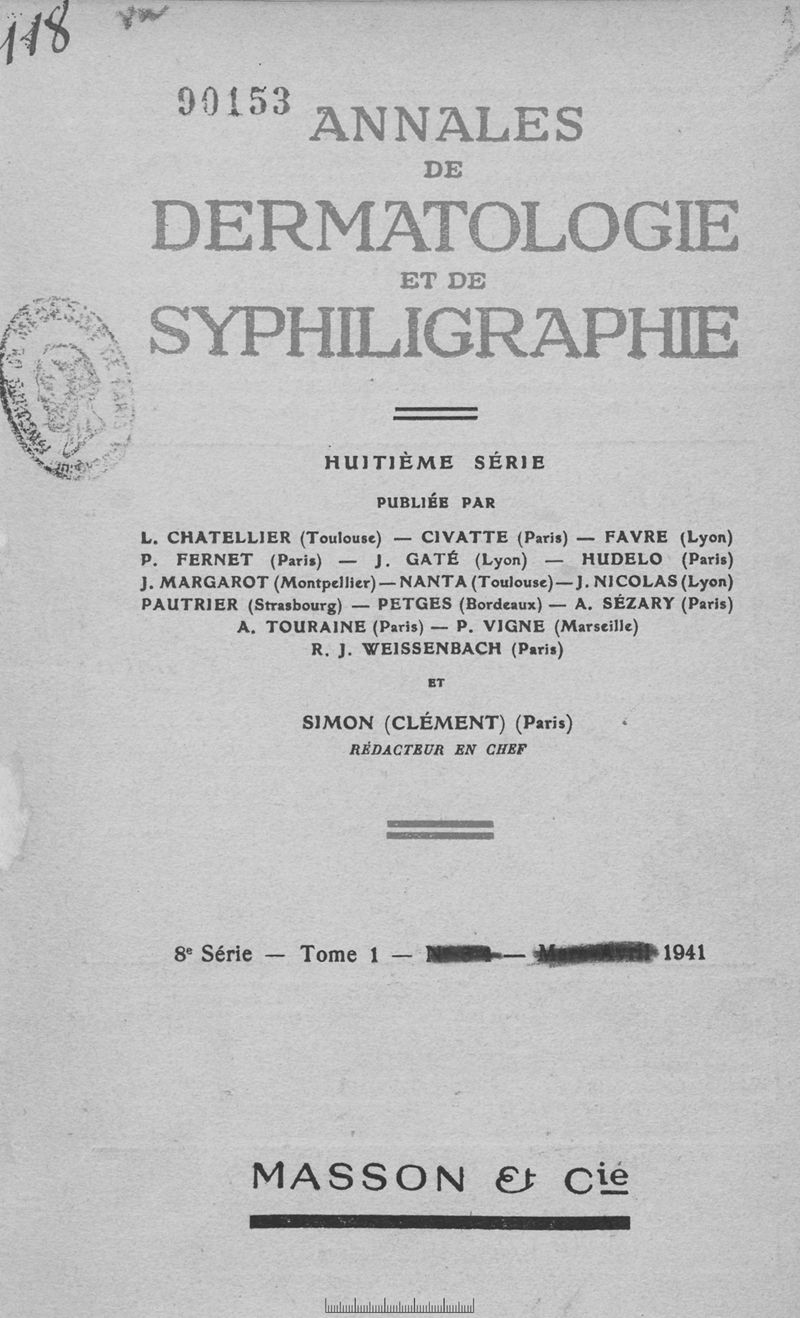 118
90153
ANNALES
DE
DERMATOLOGIE
ET DE
SYPHILIGRAPHIE
HUITIÈME SÉRIE
PUBLIÉE PAR
L. CHATELLIER (Toulouse) — CIVATTE (Paris) — FAVRE (Lyon)
P. FERNET (Paris) — J. GATÉ (Lyon) — HUDELO (Paris)
J. MARGAROT (Montpellier) — NANTA (Toulouse) — J. NICOLAS (Lyon)
PAUTRIER (Strasbourg) — PETGES (Bordeaux) — A. SÉZARY (Paris)
A. TOURAINE (Paris) — P. VIGNE (Marseille)
R. J. WEISSENBACH (Paris)
ET
SIMON (CLÉMENT) (Paris)
RÉDACTEUR EN CHEF
8e Série — Tome 1 — — 1941
MASSON & Cie